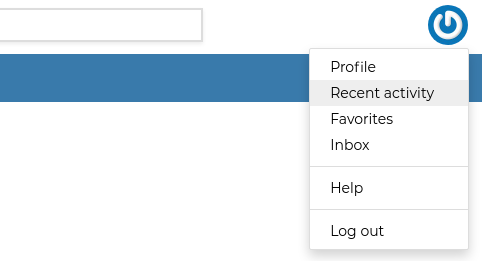 Profile
Recent activity
Favorites
Inbox
Help
Log out